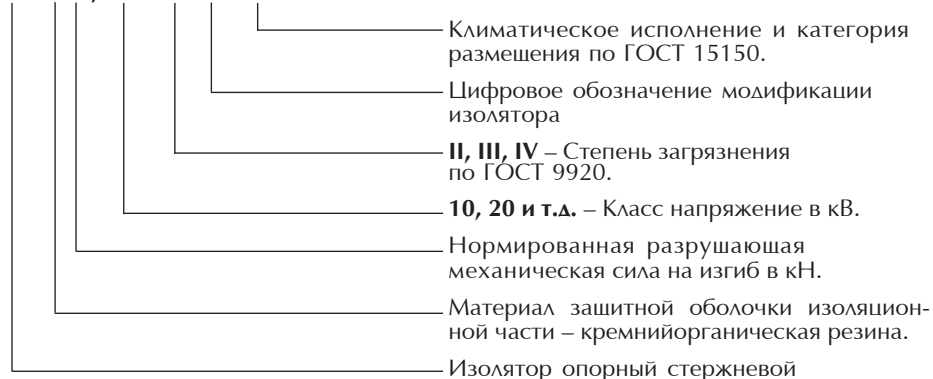 Климатическое исполнение и категория
размещения по ГОСТ 15150.
Цифровое обозначение модификации
изолятора
II, III, IV – Степень загрязнения
по ГОСТ 9920.
10, 20 и т.д. – Класс напряжение в кВ.
Нормированная разрушающая
механическая сила на изгиб в кН.
Материал защитной оболочки изоляцион-
ной части – кремнийорганическая резина.
Изолятор опорный стержневой